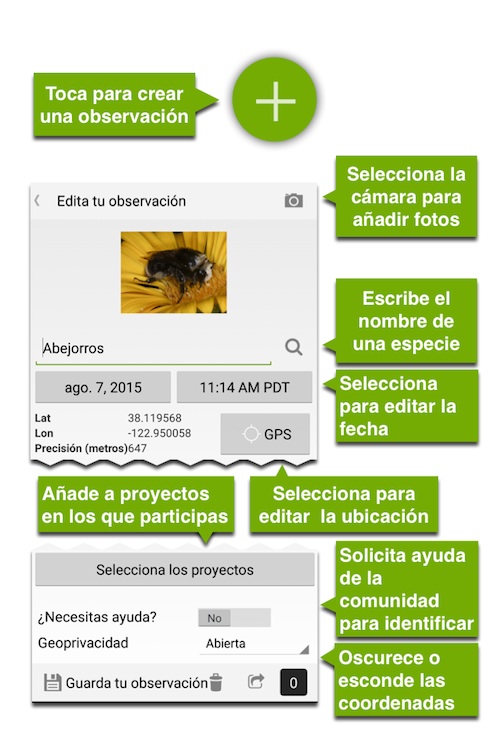 Toca para crear
una observación
Selecciona la
cámara para
añadir fotos
Edita tu observación
Escribe el
nombre de
una especie
Abejorros
ago. 7, 2015
11:14 AM PDT
Selecciona
para editar la
fecha
Lat 38.119568
Lon -122.950058
Precisión (metros)647
GPS
Añade a proyectos
en los que participas
Selecciona para
editar la ubicación
Selecciona los proyectos
Solicita ayuda
de la
comunidad
para identificar
¿Necesitas ayuda? No
Geoprivacidad Abierta
Oscurece o
esconde las
coordenadas
Guarda tu observación 0